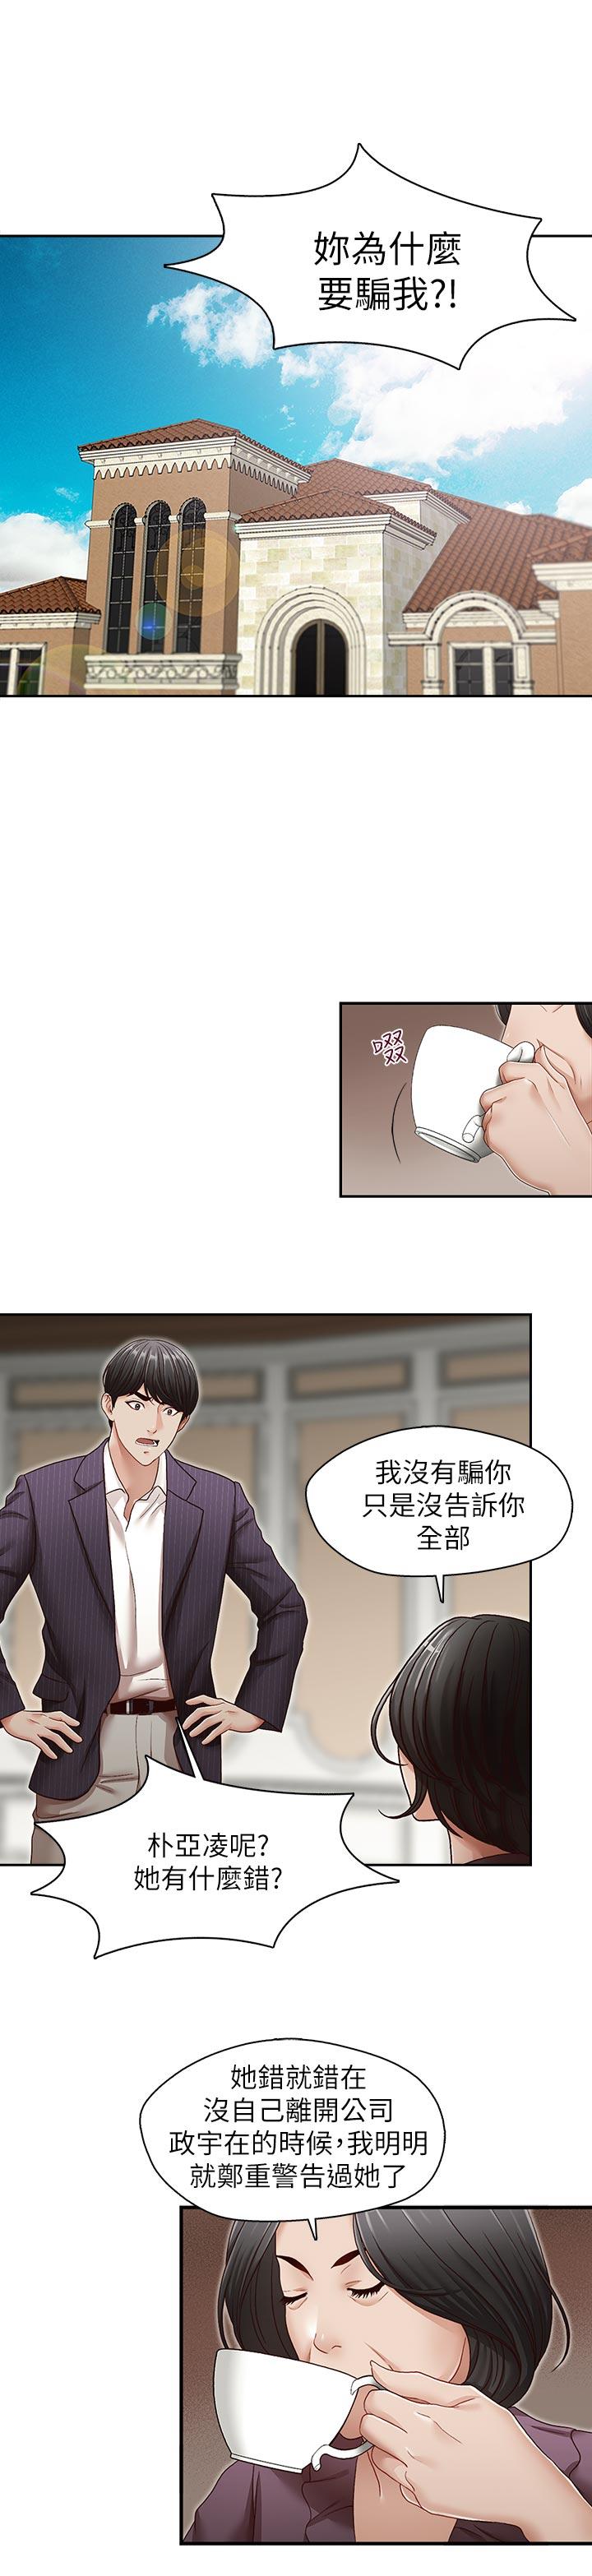 妳為什麼
要騙我?!
啜
我沒有騙你
只是沒告訴你
全部
朴亞凌呢?
她有什麼錯?
她錯就錯在
沒自己離開公司
政宇在的時候,我明明
就鄭重警告過她了